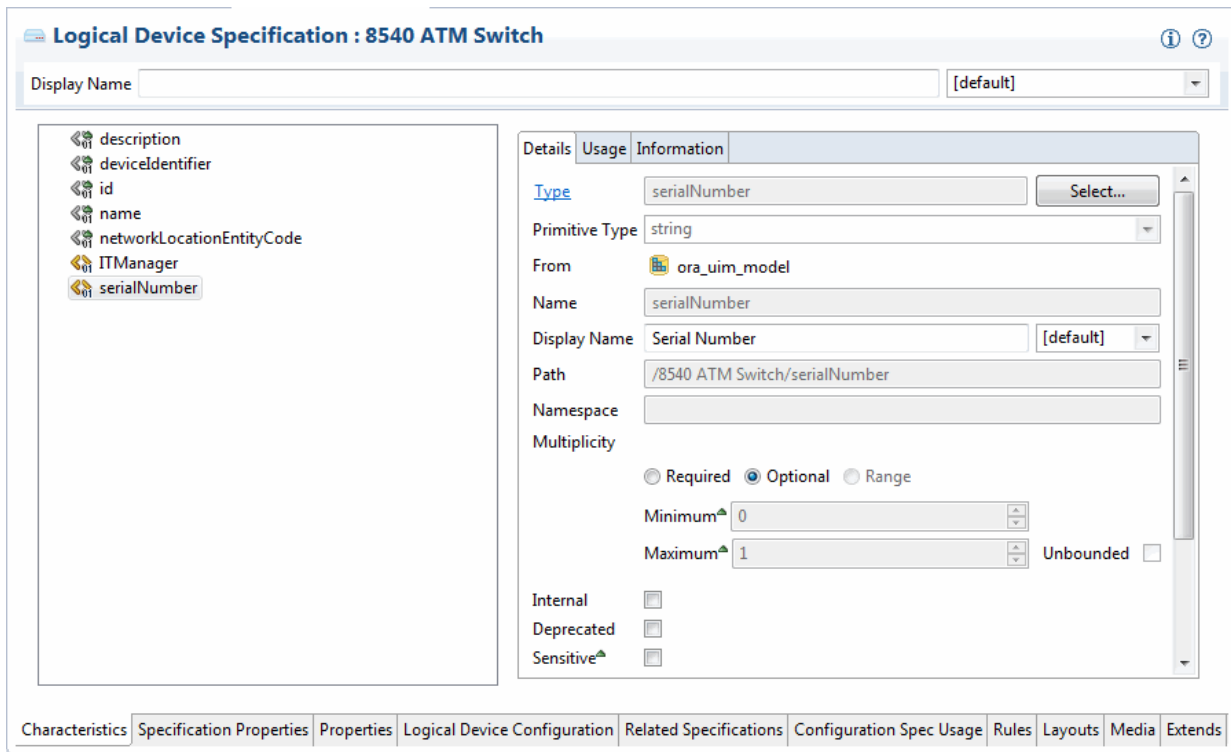 Logical Device Specification : 8540 ATM Switch
Display Name [default]
description
deviceIdentifier
id
name
networkLocationEntityCode
ITManager
serialNumber
Details Usage Information
Type serialNumber Select...
Primitive Type string
From ora_uim_model
Name serialNumber
Display Name Serial Number [default]
Path /8540 ATM Switch/serialNumber
Namespace
Multiplicity
Required Optional Range
Minimum 0
Maximum 1 Unbounded
Internal
Deprecated
Sensitive
Characteristics Specification Properties Properties Logical Device Configuration Related Specifications Configuration Spec Usage Rules Layouts Media Extends